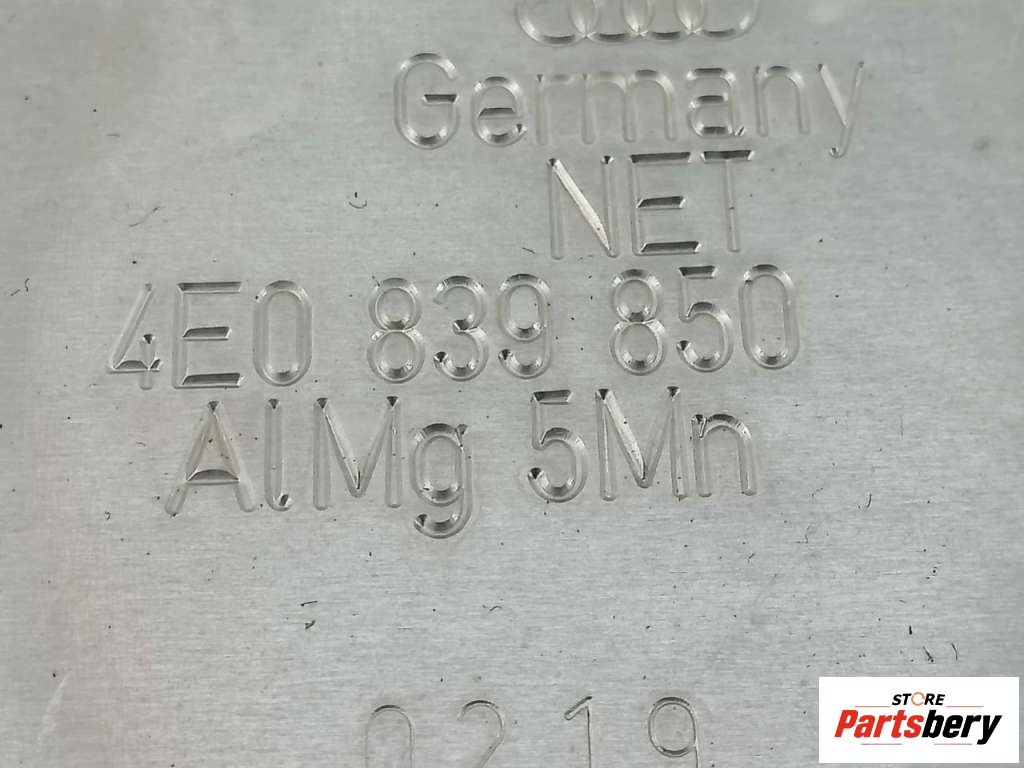 Germany
NET
4E0 839 850
AlMg 5Mn
0219
STORE
Partsbery